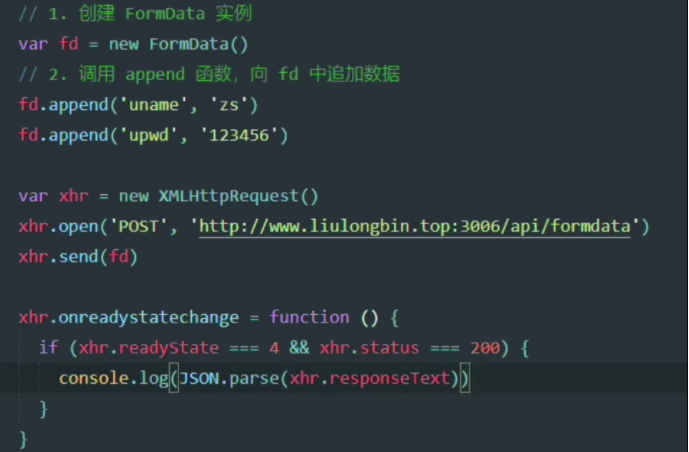 // 1. 创建 FormData 实例
var fd = new FormData()
// 2. 调用 append 函数，向 fd 中追加数据
fd.append('uname', 'zs')
fd.append('upwd', '123456')
var xhr = new XMLHttpRequest()
xhr.open('POST', 'http://www.liulongbin.top:3006/api/formdata')
xhr.send(fd)
xhr.onreadystatechange = function () {
if (xhr.readyState === 4 && xhr.status === 200) {
console.log(JSON.parse(xhr.responseText))
}
}